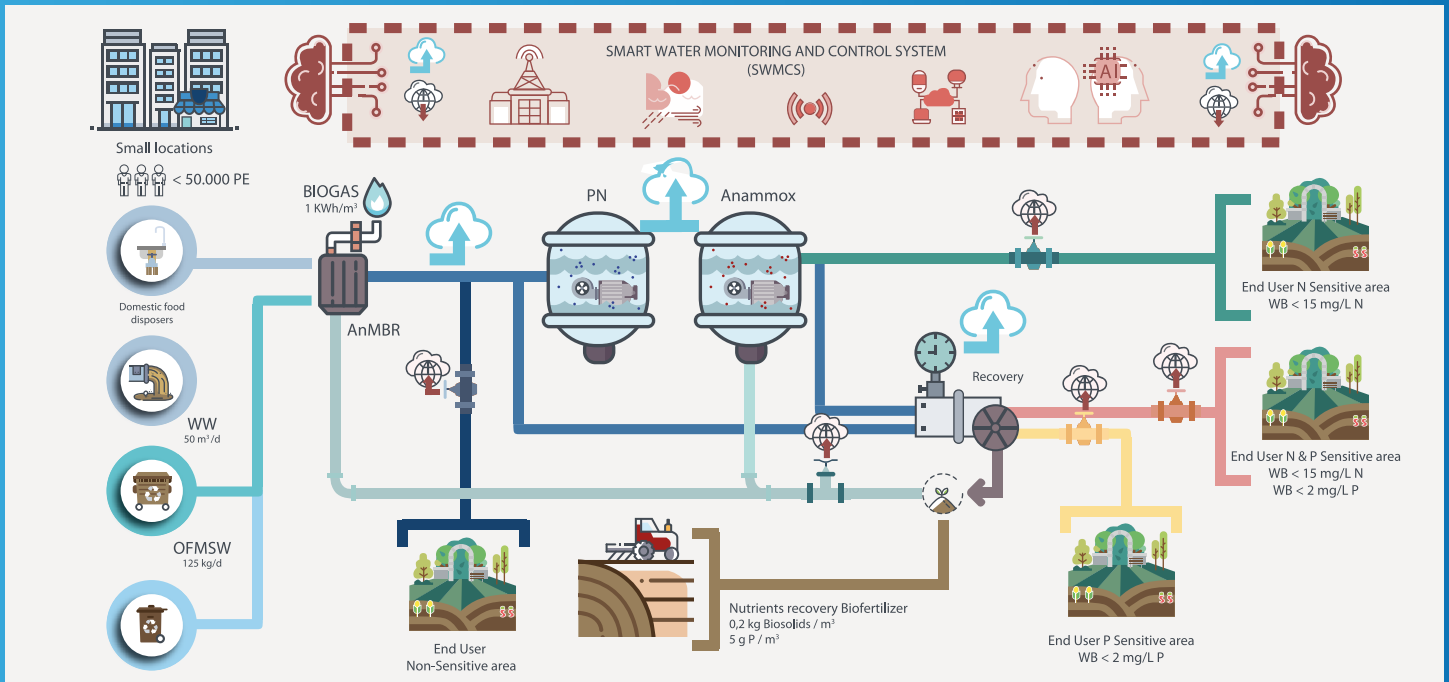 SMART WATER MONITORING AND CONTROL SYSTEM
(SWMCS)
AI
Small locations
< 50.000 PE
BIOGAS
1 KWh/m³
PN
Anammox
Domestic food
disposers
AnMBR
End User N Sensitive area
WB < 15 mg/L N
Recovery
WW
50 m³/d
End User N & P Sensitive area
WB < 15 mg/L N
WB < 2 mg/L P
OFMSW
125 kg/d
Nutrients recovery Biofertilizer
0,2 kg Biosolids / m³
5 g P / m³
End User
Non-Sensitive area
End User P Sensitive area
WB < 2 mg/L P